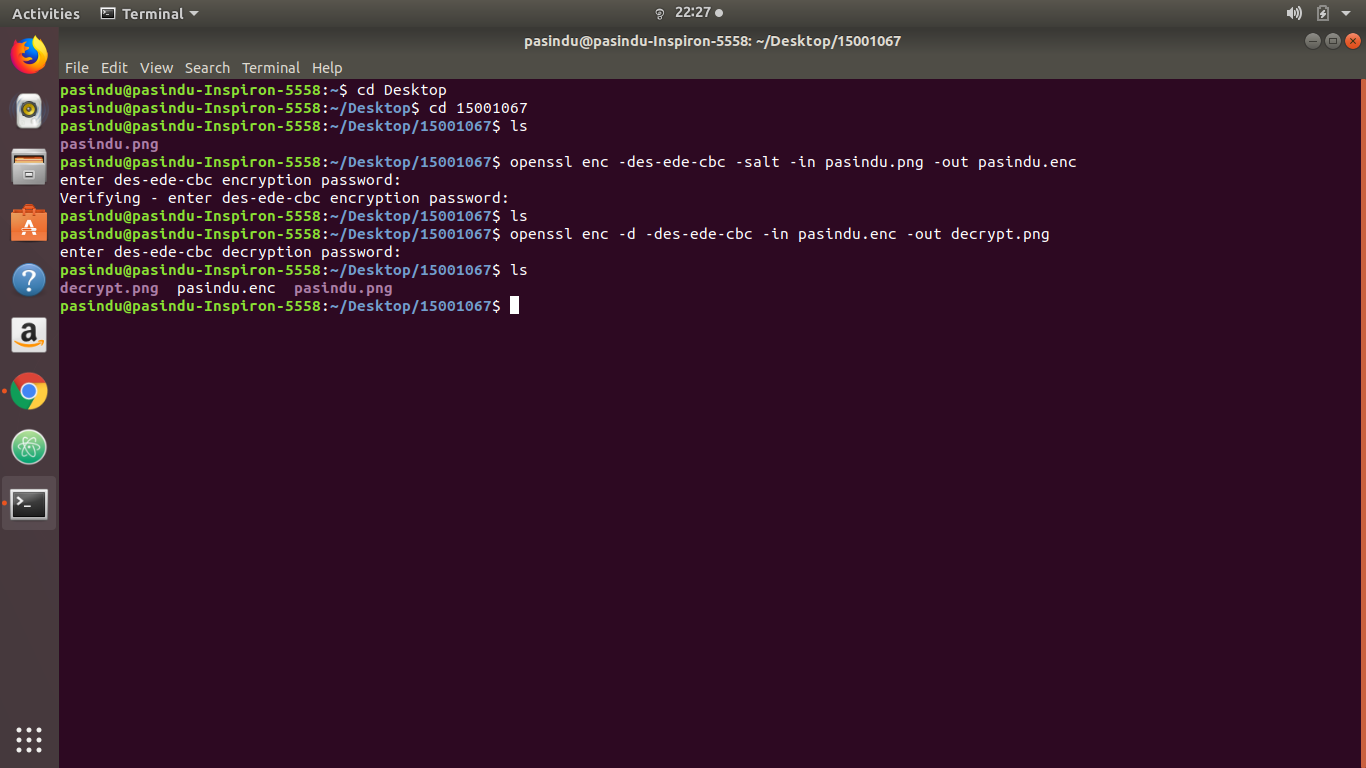 Activities Terminal 22:27
pasindu@pasindu-Inspiron-5558: ~/Desktop/15001067
File Edit View Search Terminal Help
pasindu@pasindu-Inspiron-5558:~$ cd Desktop
pasindu@pasindu-Inspiron-5558:~/Desktop$ cd 15001067
pasindu@pasindu-Inspiron-5558:~/Desktop/15001067$ ls
pasindu.png
pasindu@pasindu-Inspiron-5558:~/Desktop/15001067$ openssl enc -des-ede-cbc -salt -in pasindu.png -out pasindu.enc
enter des-ede-cbc encryption password:
Verifying - enter des-ede-cbc encryption password:
pasindu@pasindu-Inspiron-5558:~/Desktop/15001067$ ls
pasindu@pasindu-Inspiron-5558:~/Desktop/15001067$ openssl enc -d -des-ede-cbc -in pasindu.enc -out decrypt.png
enter des-ede-cbc decryption password:
pasindu@pasindu-Inspiron-5558:~/Desktop/15001067$ ls
decrypt.png  pasindu.enc  pasindu.png
pasindu@pasindu-Inspiron-5558:~/Desktop/15001067$